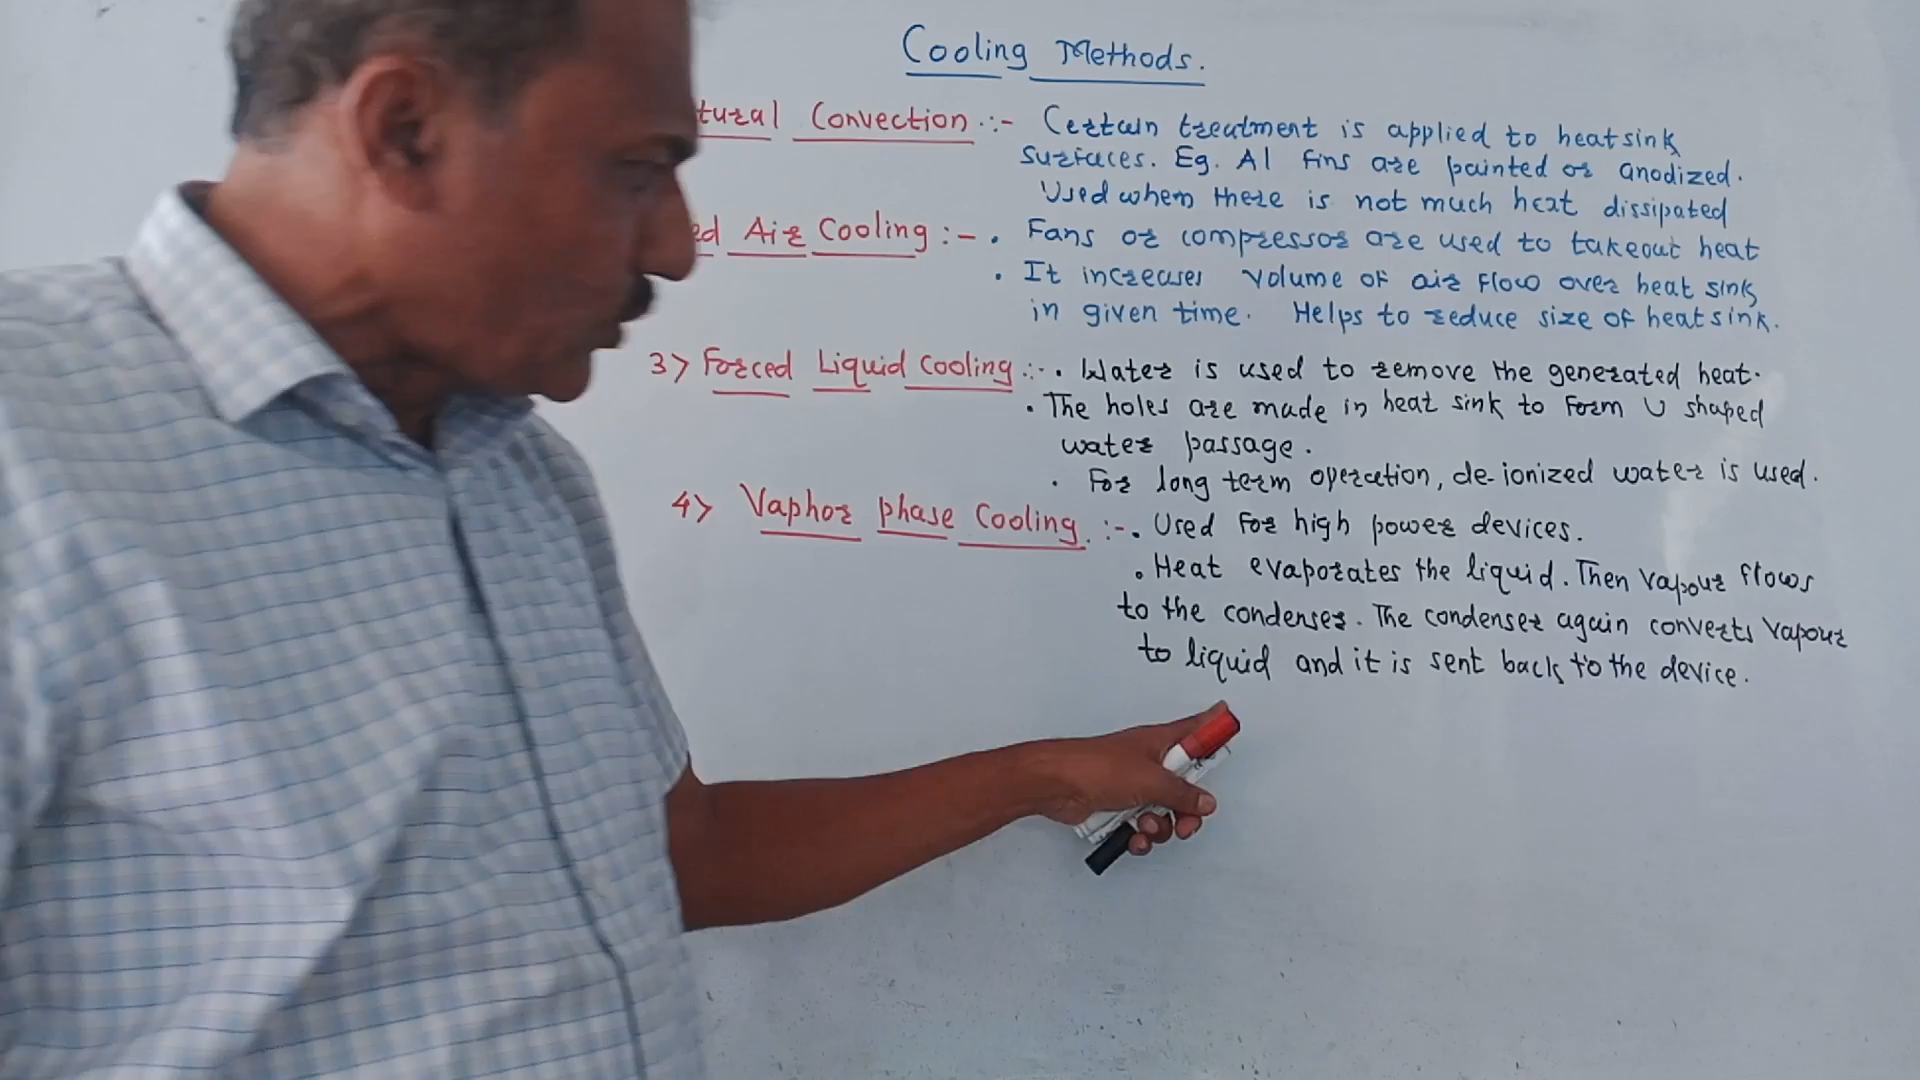 Cooling Methods.
Convection :- Certain treatment is applied to heatsink
surfaces. Eg. Al fins are painted or anodized.
Used when there is not much heat dissipated
Air Cooling :- . Fans or compressor are used to takeout heat
. It increases volume of air flow over heat sink
in given time. Helps to reduce size of heatsink.
3> Forced Liquid Cooling :- . Water is used to remove the generated heat.
. The holes are made in heat sink to form U shaped
water passage.
. For long term operation, de-ionized water is used.
4> Vaphor phase Cooling :- . Used for high power devices.
. Heat evaporates the liquid. Then vapour flows
to the condenser. The condenser again converts vapour
to liquid and it is sent back to the device.